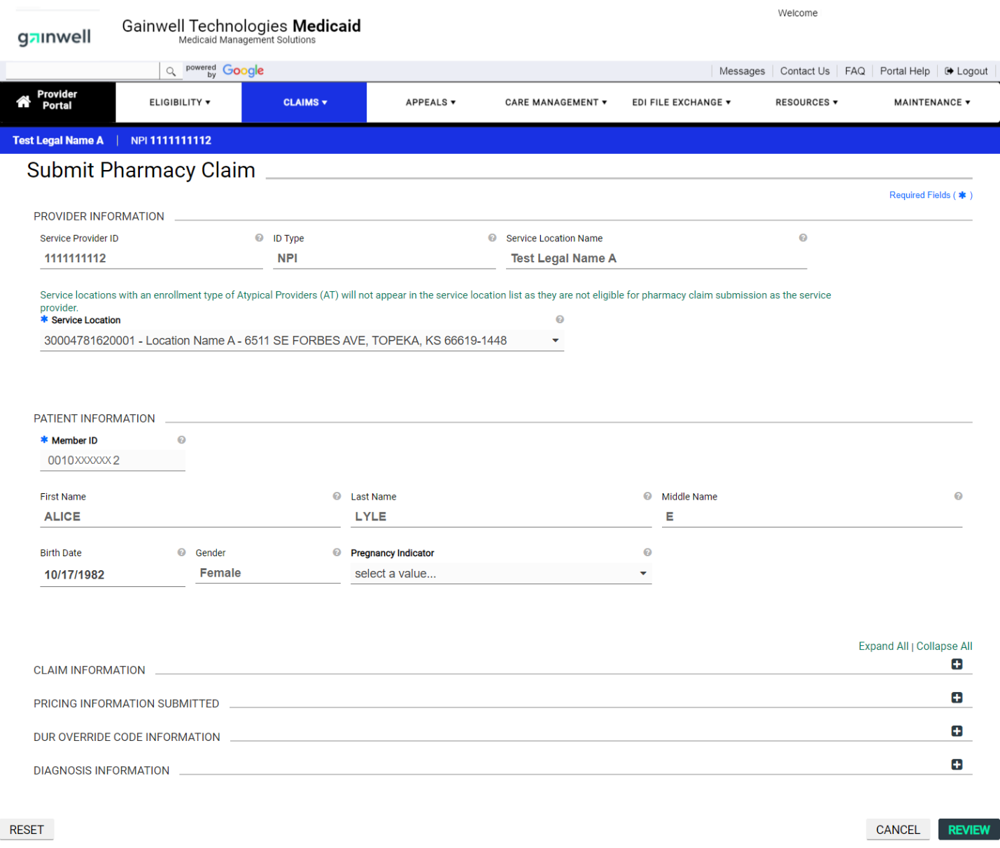 Welcome
gainwell
Gainwell Technologies Medicaid
Medicaid Management Solutions
powered by Google
Messages | Contact Us | FAQ | Portal Help | Logout
Provider Portal
ELIGIBILITY ▾ CLAIMS ▾ APPEALS ▾ CARE MANAGEMENT ▾ EDI FILE EXCHANGE ▾ RESOURCES ▾ MAINTENANCE ▾
Test Legal Name A | NPI 1111111112
Submit Pharmacy Claim
Required Fields ( ✱ )
PROVIDER INFORMATION
Service Provider ID ? ID Type ? Service Location Name ?
1111111112 NPI Test Legal Name A
Service locations with an enrollment type of Atypical Providers (AT) will not appear in the service location list as they are not eligible for pharmacy claim submission as the service
provider.
✱ Service Location ?
30004781620001 - Location Name A - 6511 SE FORBES AVE, TOPEKA, KS 66619-1448
PATIENT INFORMATION
✱ Member ID ?
0010XXXXXX2
First Name ? Last Name ? Middle Name ?
ALICE LYLE E
Birth Date ? Gender ? Pregnancy Indicator ?
10/17/1982 Female select a value...
Expand All | Collapse All
CLAIM INFORMATION
PRICING INFORMATION SUBMITTED
DUR OVERRIDE CODE INFORMATION
DIAGNOSIS INFORMATION
RESET CANCEL REVIEW